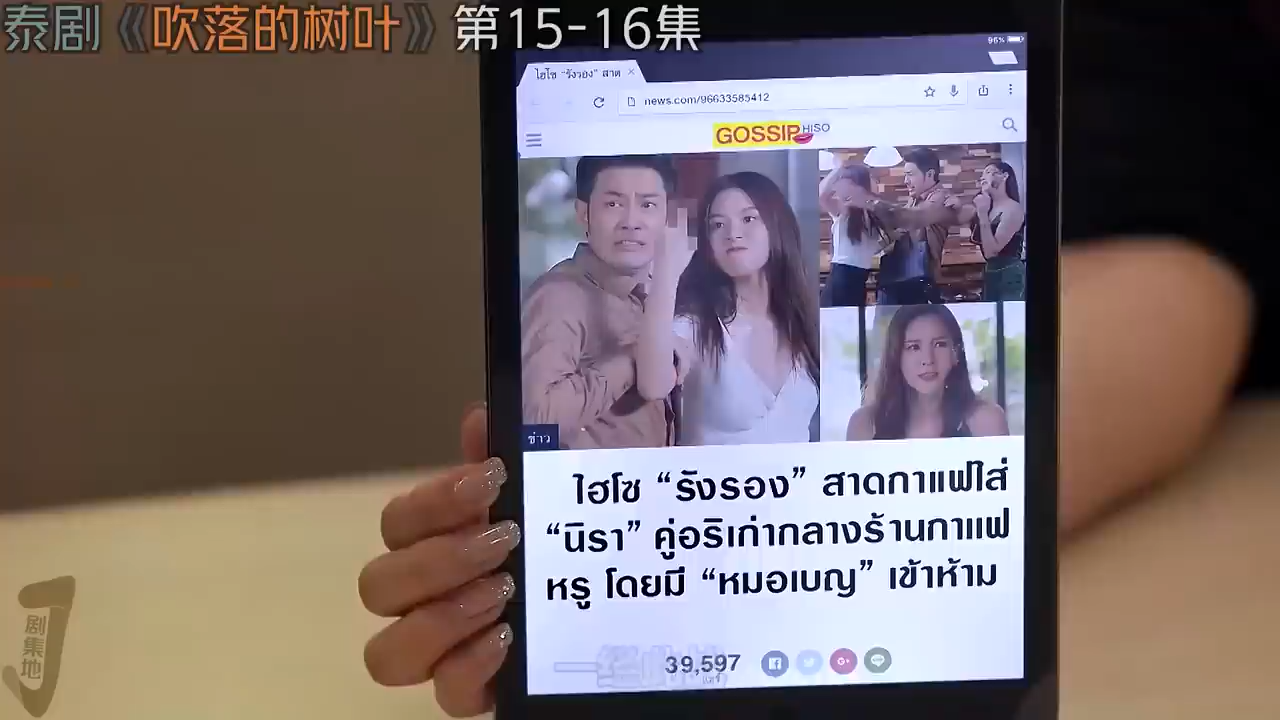 泰剧《吹落的树叶》第15-16集
96%
ไฮโซ “รังรอง” สาด ×
news.com/96633585412
GOSSIP HISO
ข่าว
ไฮโซ “รังรอง” สาดกาแฟใส่
“นิรา” คู่อริเก่ากลางร้านกาแฟ
หรู โดยมี “หมอเบญ” เข้าห้าม
39,597
แชร์
J
剧集地